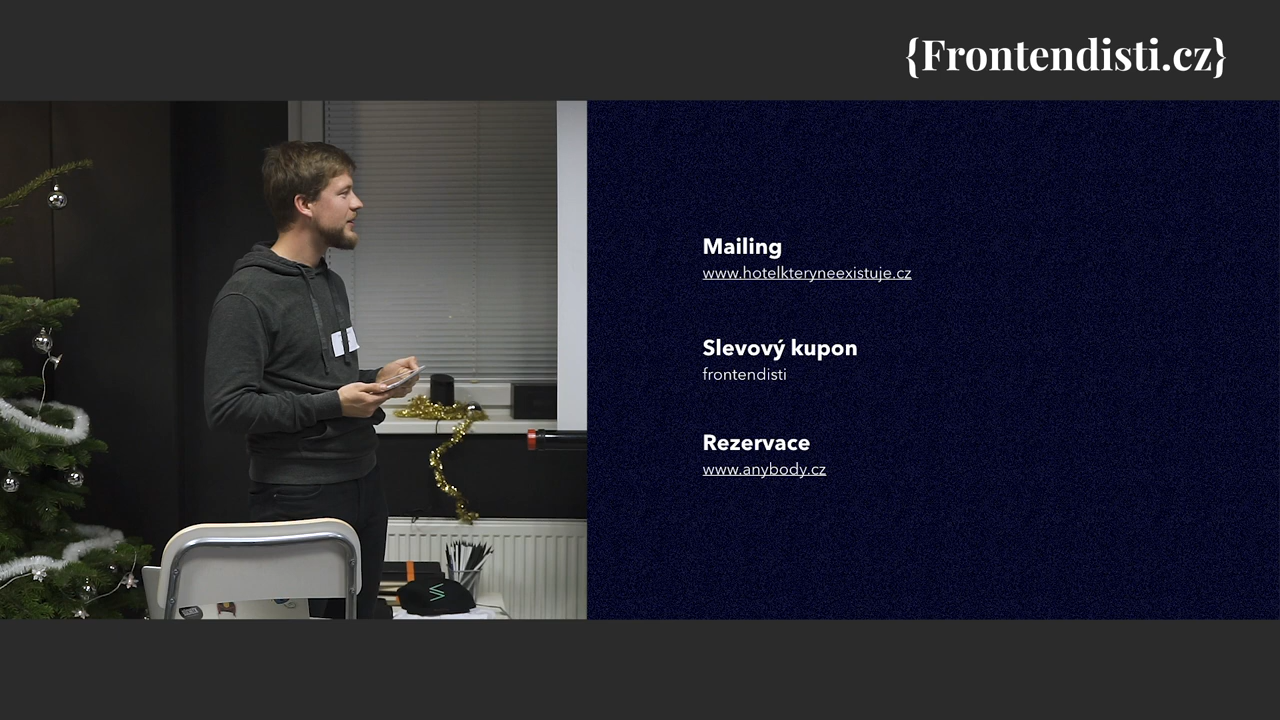 {Frontendisti.cz}
Mailing
www.hotelkteryneexistuje.cz
Slevový kupon
frontendisti
Rezervace
www.anybody.cz